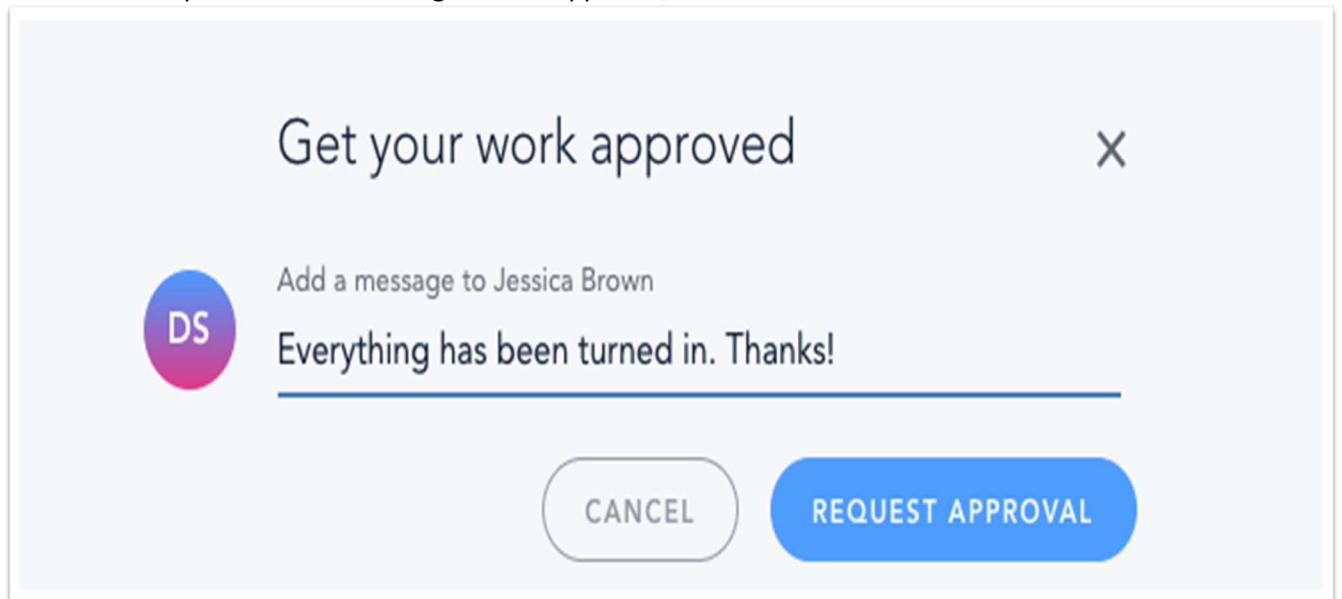 Get your work approved
X
Add a message to Jessica Brown
DS
Everything has been turned in. Thanks!
CANCEL
REQUEST APPROVAL